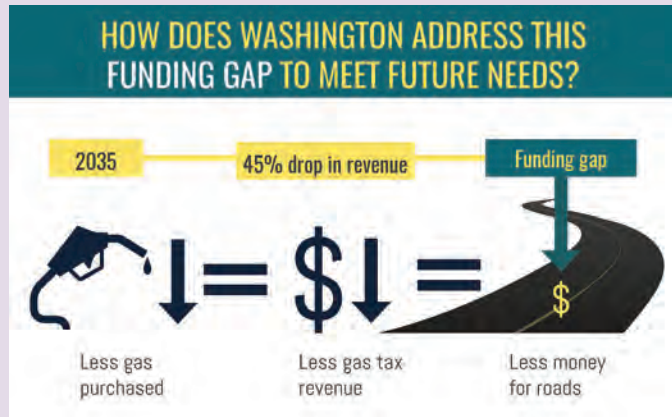 HOW DOES WASHINGTON ADDRESS THIS
FUNDING GAP TO MEET FUTURE NEEDS?
2035
45% drop in revenue
Funding gap
= $ =
$
Less gas
purchased
Less gas tax
revenue
Less money
for roads